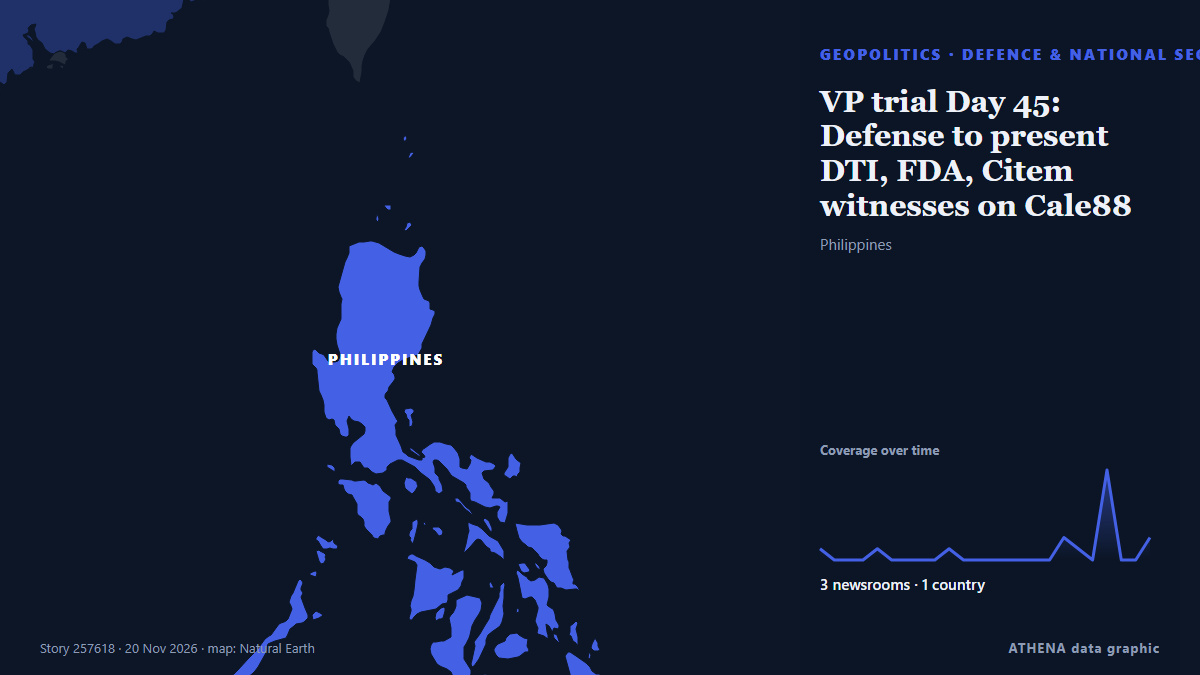 GEOPOLITICS · DEFENCE & NATIONAL
VP trial Day 45:
Defense to present
DTI, FDA, Citem
witnesses on Cale88
Philippines
PHILIPPINES
Coverage over time
3 newsrooms · 1 country
Story 257618 · 20 Nov 2026 · map: Natural Earth
ATHENA data graphic